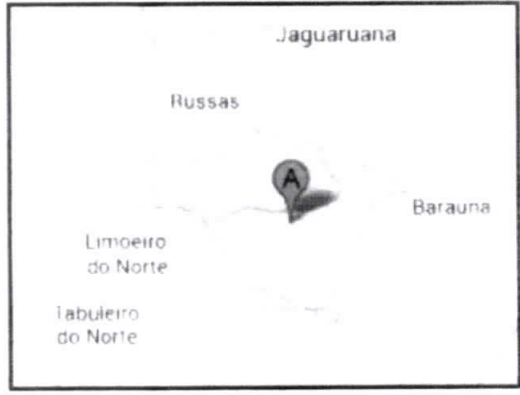 Jaguaruana
Russas
A
Barauna
Limoeiro
do Norte
Tabuleiro
do Norte